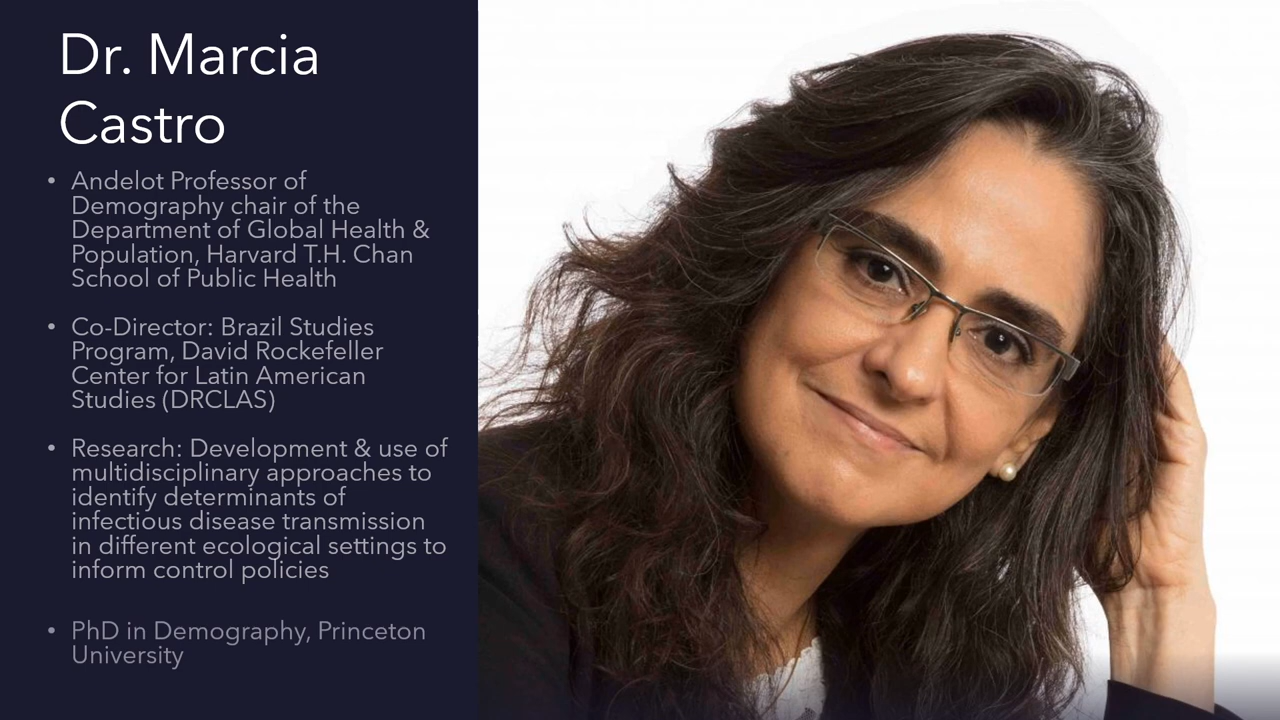 Dr. Marcia
Castro
• Andelot Professor of
Demography chair of the
Department of Global Health &
Population, Harvard T.H. Chan
School of Public Health
• Co-Director: Brazil Studies
Program, David Rockefeller
Center for Latin American
Studies (DRCLAS)
• Research: Development & use of
multidisciplinary approaches to
identify determinants of
infectious disease transmission
in different ecological settings to
inform control policies
• PhD in Demography, Princeton
University